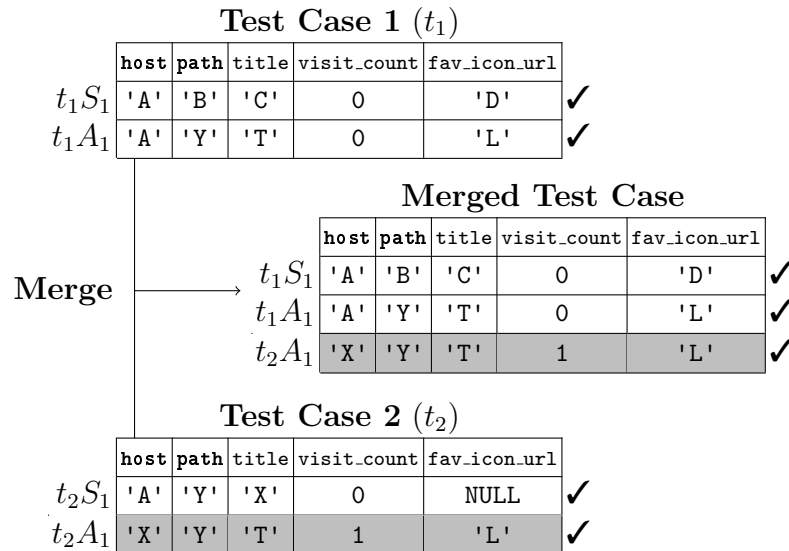 Test Case 1 (t1)
host path title visit_count fav_icon_url
t1S1 'A' 'B' 'C' 0 'D' ✓
t1A1 'A' 'Y' 'T' 0 'L' ✓
Merged Test Case
host path title visit_count fav_icon_url
t1S1 'A' 'B' 'C' 0 'D' ✓
Merge
t1A1 'A' 'Y' 'T' 0 'L' ✓
t2A1 'X' 'Y' 'T' 1 'L' ✓
Test Case 2 (t2)
host path title visit_count fav_icon_url
t2S1 'A' 'Y' 'X' 0 NULL ✓
t2A1 'X' 'Y' 'T' 1 'L' ✓